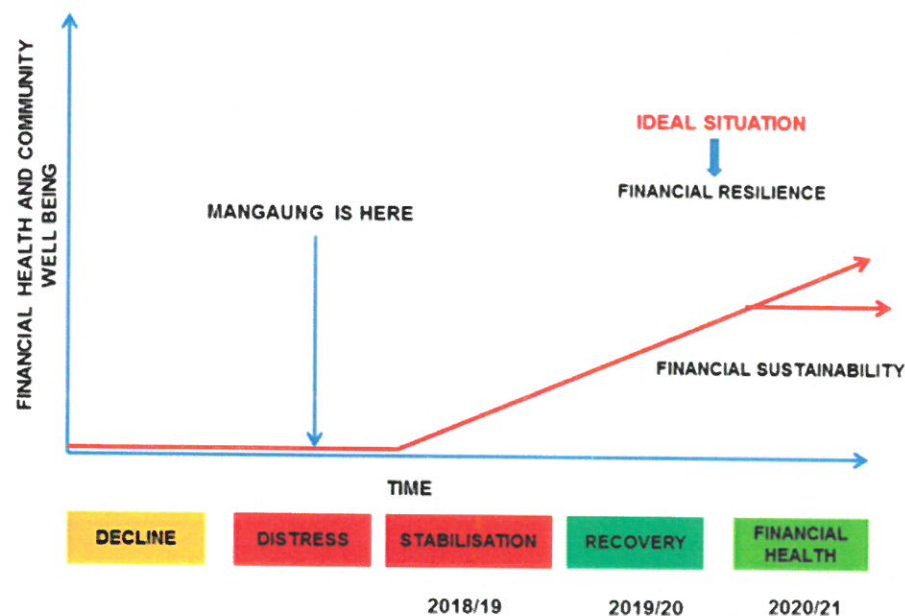 FINANCIAL HEALTH AND COMMUNITY
WELL BEING
IDEAL SITUATION
FINANCIAL RESILIENCE
MANGAUNG IS HERE
FINANCIAL SUSTAINABILITY
TIME
DECLINE
DISTRESS
STABILISATION
RECOVERY
FINANCIAL
HEALTH
2018/19
2019/20
2020/21